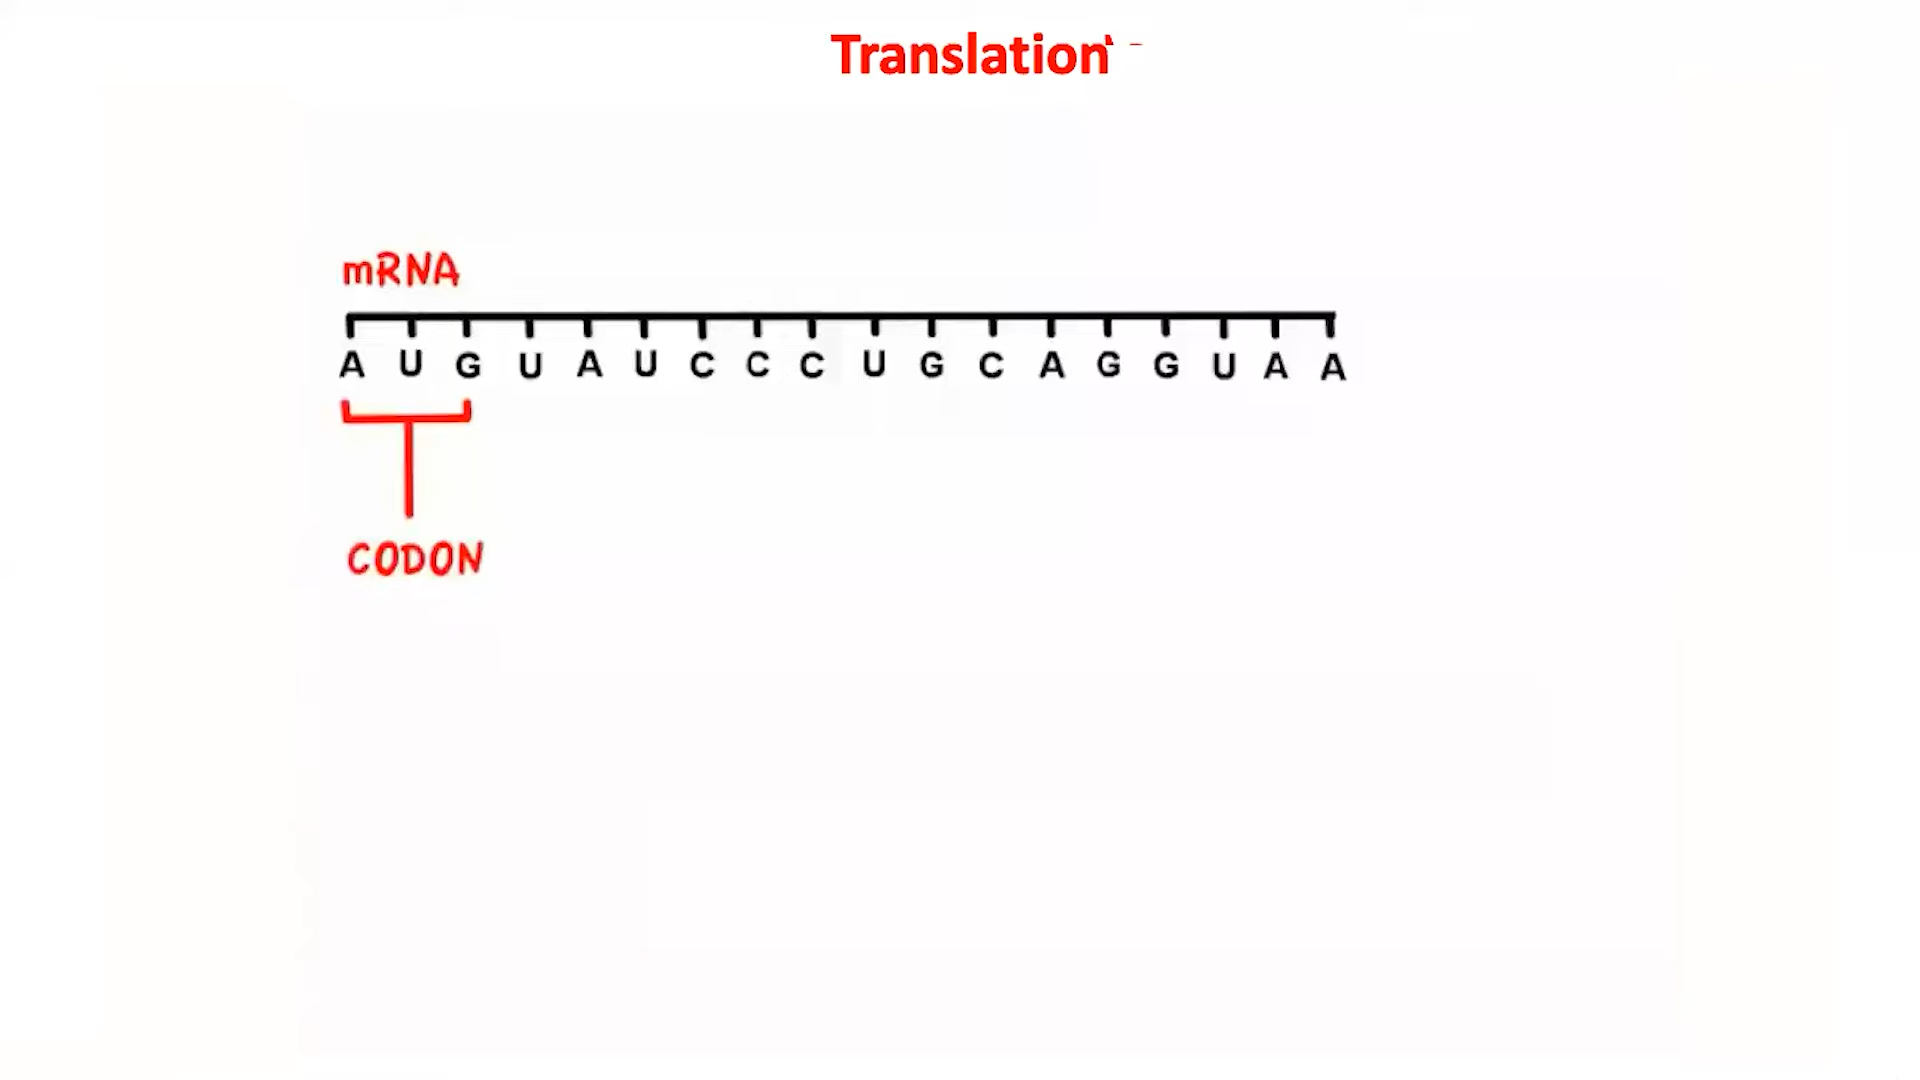 Translation
mRNA
A U G U A U C C C U G C A G G U A A
CODON